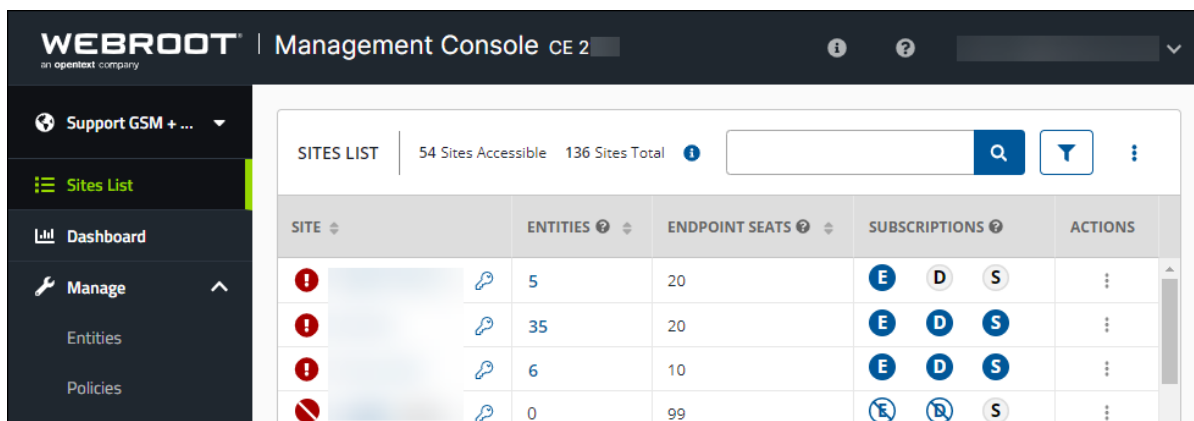 WEBROOT | Management Console CE 2
an opentext company
Support GSM + ...
SITES LIST 54 Sites Accessible 136 Sites Total
Sites List
SITE ENTITIES ENDPOINT SEATS SUBSCRIPTIONS ACTIONS
Dashboard
5 20 E D S
Manage
35 20 E D S
Entities
6 10 E D S
Policies
0 99 E D S